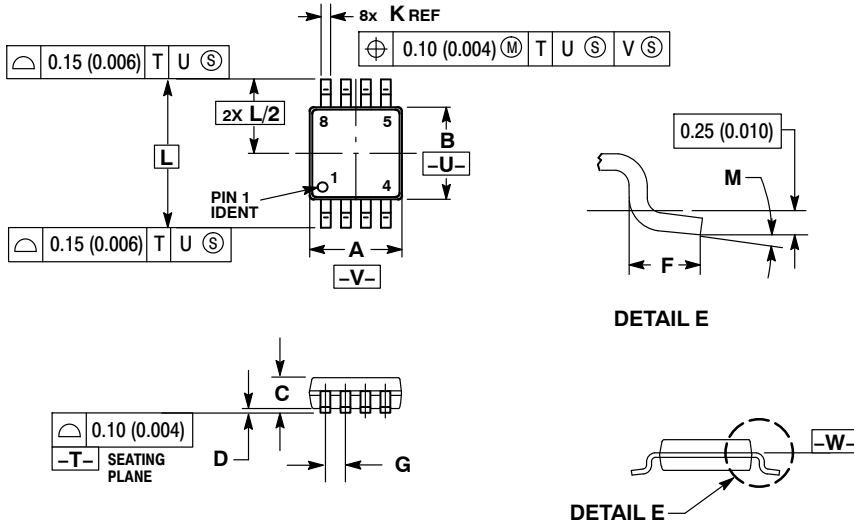 8x K REF
⌖ 0.10 (0.004) Ⓜ T U Ⓢ V Ⓢ
⌓ 0.15 (0.006) T U Ⓢ
2X L/2
8 5
B
–U–
L
PIN 1
IDENT
1
4
⌓ 0.15 (0.006) T U Ⓢ
A
–V–
0.25 (0.010)
M
F
DETAIL E
C
⌓ 0.10 (0.004)
–T– SEATING
PLANE
D
G
–W–
DETAIL E